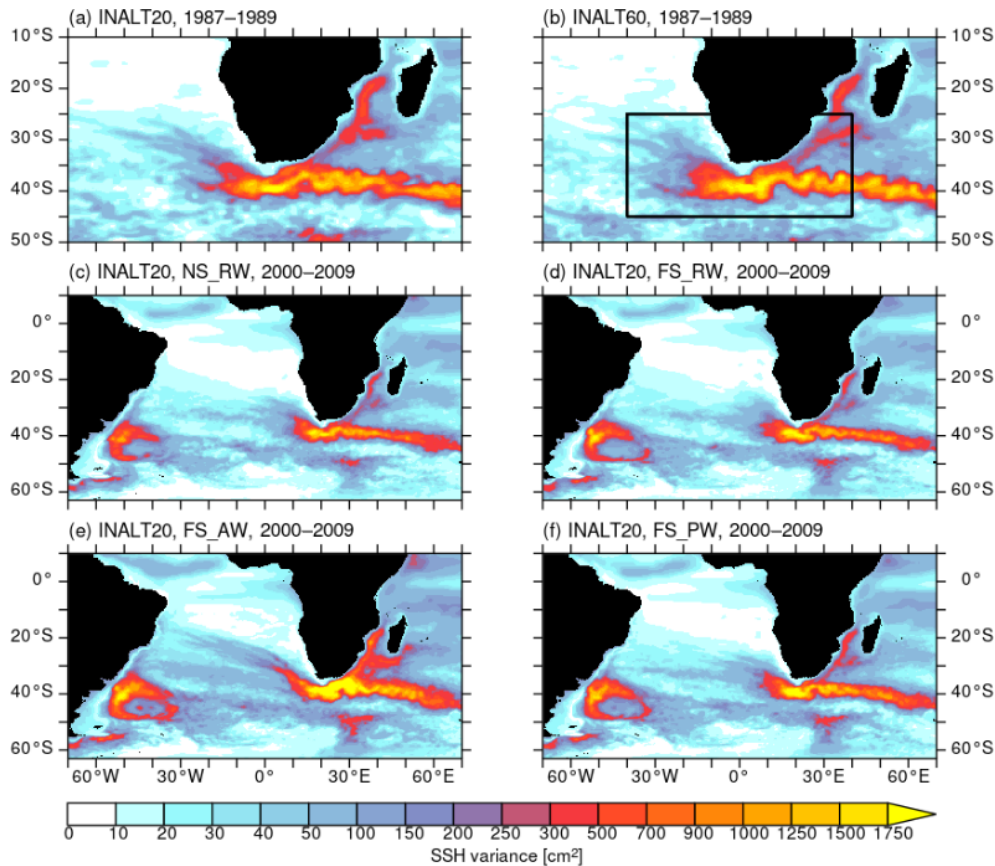 (a) INALT20, 1987–1989 (b) INALT60, 1987–1989
10°S 10°S
20°S 20°S
30°S 30°S
40°S 40°S
50°S 50°S
(c) INALT20, NS_RW, 2000–2009 (d) INALT20, FS_RW, 2000–2009
0° 0°
20°S 20°S
40°S 40°S
60°S 60°S
(e) INALT20, FS_AW, 2000–2009 (f) INALT20, FS_PW, 2000–2009
0° 0°
20°S 20°S
40°S 40°S
60°S 60°S
60°W 30°W 0° 30°E 60°E 60°W 30°W 0° 30°E 60°E
0 10 20 30 40 50 100 150 200 250 300 500 700 900 1000 1250 1500 1750
SSH variance [cm²]